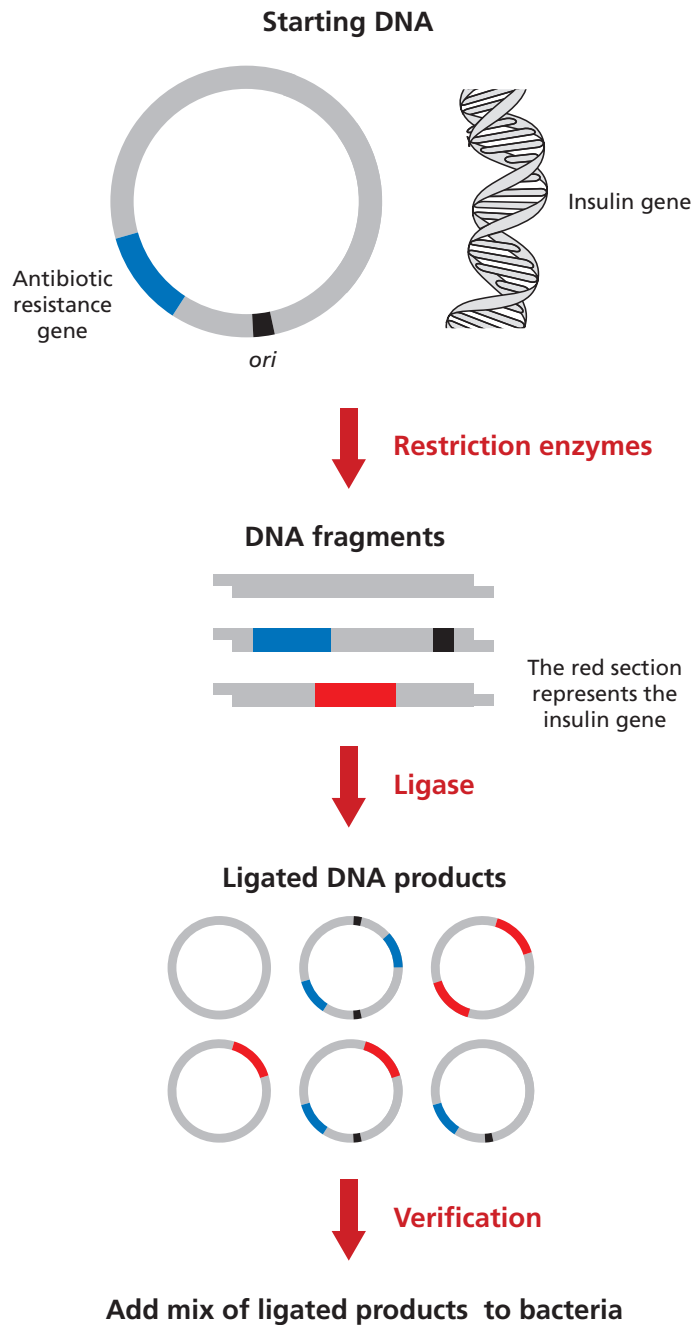 Starting DNA
Insulin gene
Antibiotic
resistance
gene
ori
Restriction enzymes
DNA fragments
The red section
represents the
insulin gene
Ligase
Ligated DNA products
Verification
Add mix of ligated products to bacteria